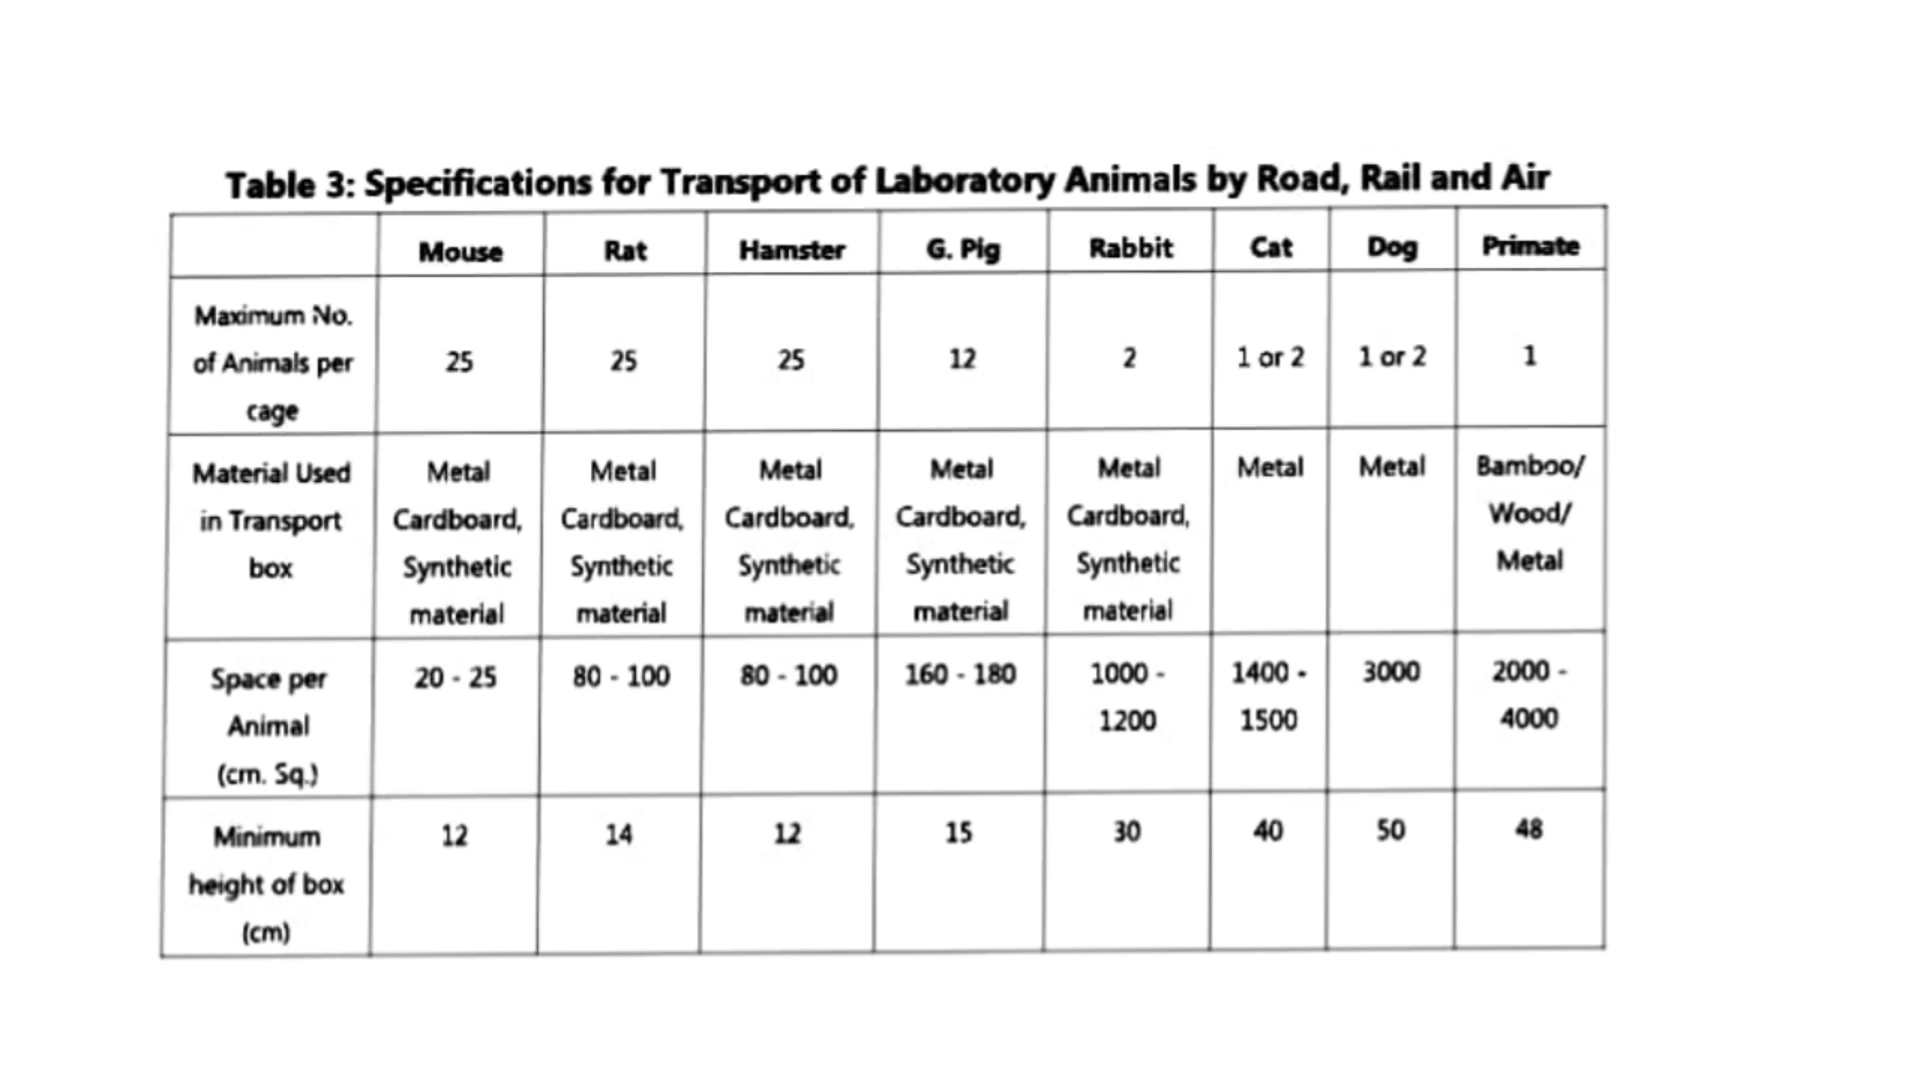 Table 3: Specifications for Transport of Laboratory Animals by Road, Rail and Air
Mouse Rat Hamster G. Pig Rabbit Cat Dog Primate
Maximum No.
of Animals per 25 25 25 12 2 1 or 2 1 or 2 1
cage
Material Used Metal Metal Metal Metal Metal Metal Metal Bamboo/
in Transport Cardboard, Cardboard, Cardboard, Cardboard, Cardboard, Wood/
box Synthetic Synthetic Synthetic Synthetic Synthetic Metal
material material material material material
Space per 20 - 25 80 - 100 80 - 100 160 - 180 1000 - 1400 - 3000 2000 -
Animal 1200 1500 4000
(cm. Sq.)
Minimum 12 14 12 15 30 40 50 48
height of box
(cm)